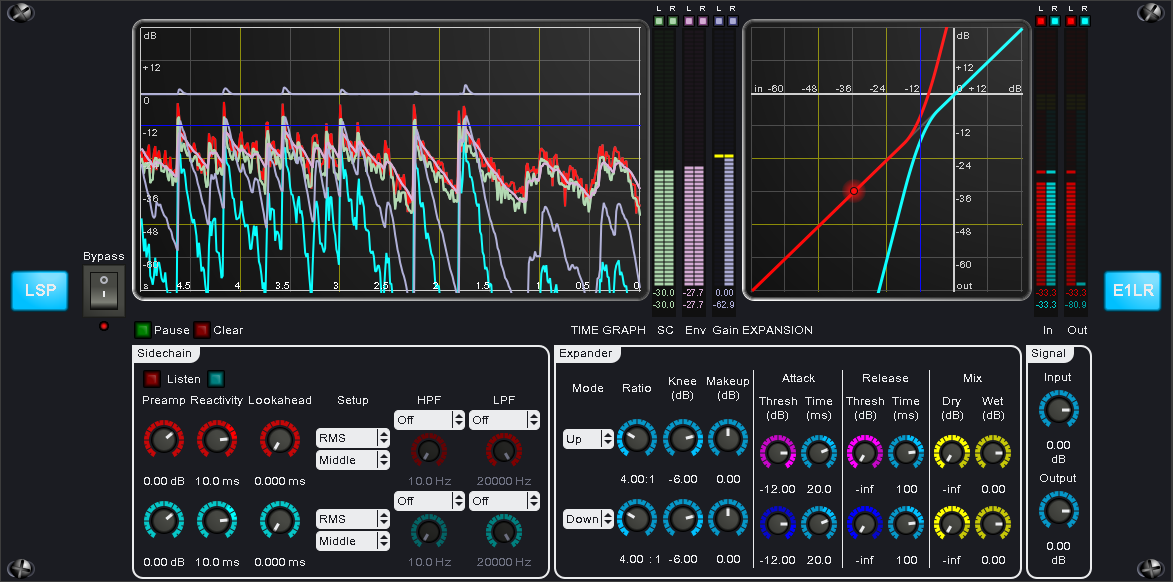 L R L R L R
L R L R
dB
+12
0
-12
-24
-36
-48
-60
s 4.5 4 3.5 3 2.5 2 1.5 1 0.5 0
-30.0 -27.7 0.00
-30.0 -27.7 -62.9
dB
+12
in -60 -48 -36 -24 -12 0 +12 dB
-12
-24
-36
-48
-60
out
-33.3 -33.3
-33.3 -80.9
Bypass
LSP
E1LR
Pause Clear
TIME GRAPH SC Env Gain EXPANSION
In Out
Sidechain
Listen
Preamp Reactivity Lookahead Setup HPF LPF
Off Off
RMS
Middle
0.00 dB 10.0 ms 0.000 ms 10.0 Hz 20000 Hz
Off Off
RMS
Middle
0.00 dB 10.0 ms 0.000 ms 10.0 Hz 20000 Hz
Expander
Mode Ratio Knee (dB) Makeup (dB)
Attack
Thresh (dB) Time (ms)
Release
Thresh (dB) Time (ms)
Mix
Dry (dB) Wet (dB)
Up
4.00:1 -6.00 0.00 -12.00 20.0 -inf 100 -inf 0.00
Down
4.00 :1 -6.00 0.00 -12.00 20.0 -inf 100 -inf 0.00
Signal
Input
0.00
dB
Output
0.00
dB